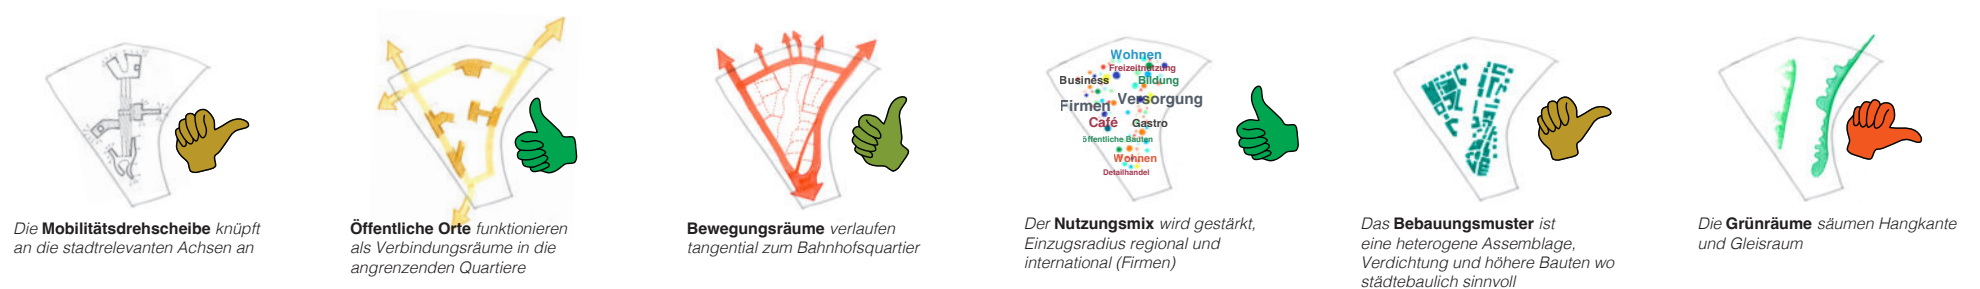 Die Mobilitätsdrehscheibe knüpft
an die stadtrelevanten Achsen an
Öffentliche Orte funktionieren
als Verbindungsräume in die
angrenzenden Quartiere
Bewegungsräume verlaufen
tangential zum Bahnhofsquartier
Wohnen
Freizeitnutzung
Business
Bildung
Versorgung
Firmen
Café
Gastro
öffentliche Bauten
Wohnen
Detailhandel
Der Nutzungsmix wird gestärkt,
Einzugsradius regional und
international (Firmen)
Das Bebauungsmuster ist
eine heterogene Assemblage,
Verdichtung und höhere Bauten wo
städtebaulich sinnvoll
Die Grünräume säumen Hangkante
und Gleisraum